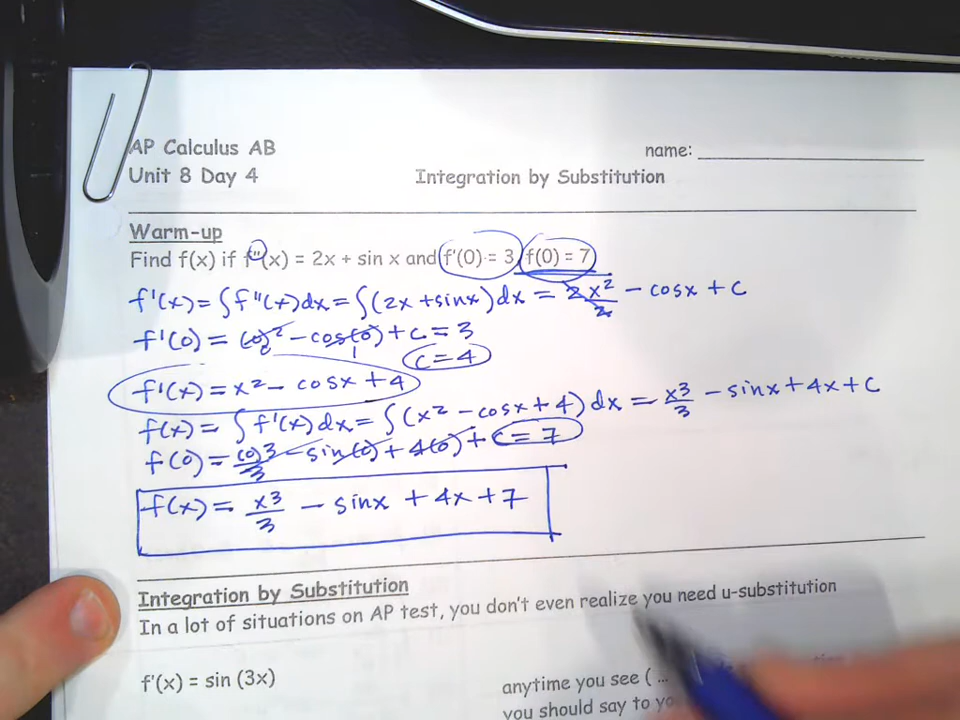 AP Calculus AB
name:
Unit 8 Day 4
Integration by Substitution
Warm-up
Find f(x) if f"(x) = 2x + sin x and f'(0) = 3, f(0) = 7
f'(x) = ∫f"(x)dx = ∫(2x + sinx)dx = 2x²/2 - cosx + C
f'(0) = (0)² - cos(0) + C = 3
0 1 C = 4
f'(x) = x² - cosx + 4
f(x) = ∫f'(x)dx = ∫(x² - cosx + 4)dx = x³/3 - sinx + 4x + C
f(0) = (0)3/3 - sin(0) + 4(0) + C = 7
f(x) = x³/3 - sinx + 4x + 7
Integration by Substitution
In a lot of situations on AP test, you don't even realize you need u-substitution
f'(x) = sin (3x)
anytime you see ( ...
you should say to